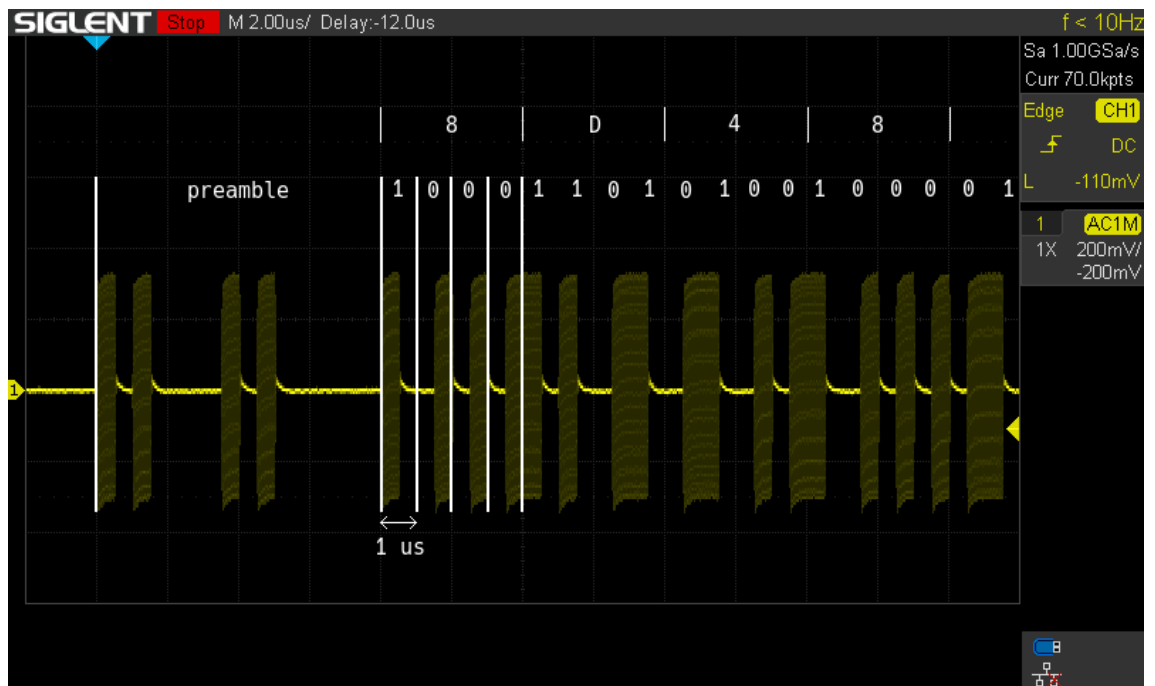 SIGLENT Stop M 2.00us/ Delay:-12.0us f < 10Hz
Sa 1.00GSa/s
Curr 70.0kpts
Edge CH1
DC
L -110mV
1 AC1M
1X 200mV/
-200mV
8 D 4 8
preamble 1 0 0 0 1 1 0 1 0 1 0 0 1 0 0 0 0 1
1
1 us